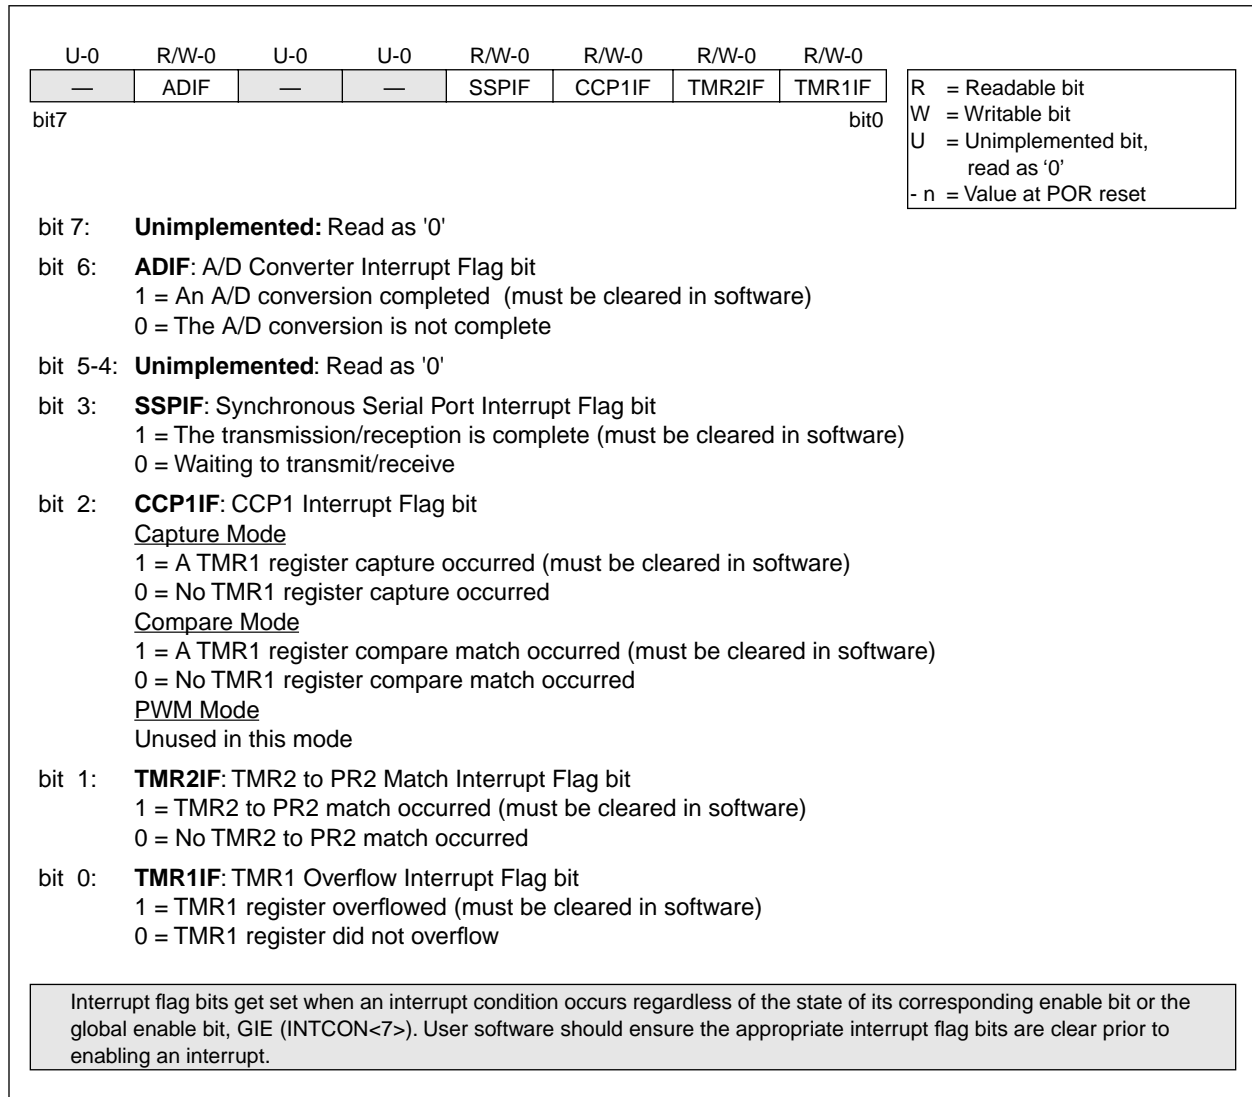 U-0 R/W-0 U-0 U-0 R/W-0 R/W-0 R/W-0 R/W-0
— ADIF — — SSPIF CCP1IF TMR2IF TMR1IF
bit7 bit0
R = Readable bit
W = Writable bit
U = Unimplemented bit,
read as ‘0’
- n = Value at POR reset
bit 7: Unimplemented: Read as '0'
bit 6: ADIF: A/D Converter Interrupt Flag bit
1 = An A/D conversion completed (must be cleared in software)
0 = The A/D conversion is not complete
bit 5-4: Unimplemented: Read as '0'
bit 3: SSPIF: Synchronous Serial Port Interrupt Flag bit
1 = The transmission/reception is complete (must be cleared in software)
0 = Waiting to transmit/receive
bit 2: CCP1IF: CCP1 Interrupt Flag bit
Capture Mode
1 = A TMR1 register capture occurred (must be cleared in software)
0 = No TMR1 register capture occurred
Compare Mode
1 = A TMR1 register compare match occurred (must be cleared in software)
0 = No TMR1 register compare match occurred
PWM Mode
Unused in this mode
bit 1: TMR2IF: TMR2 to PR2 Match Interrupt Flag bit
1 = TMR2 to PR2 match occurred (must be cleared in software)
0 = No TMR2 to PR2 match occurred
bit 0: TMR1IF: TMR1 Overflow Interrupt Flag bit
1 = TMR1 register overflowed (must be cleared in software)
0 = TMR1 register did not overflow
Interrupt flag bits get set when an interrupt condition occurs regardless of the state of its corresponding enable bit or the
global enable bit, GIE (INTCON<7>). User software should ensure the appropriate interrupt flag bits are clear prior to
enabling an interrupt.